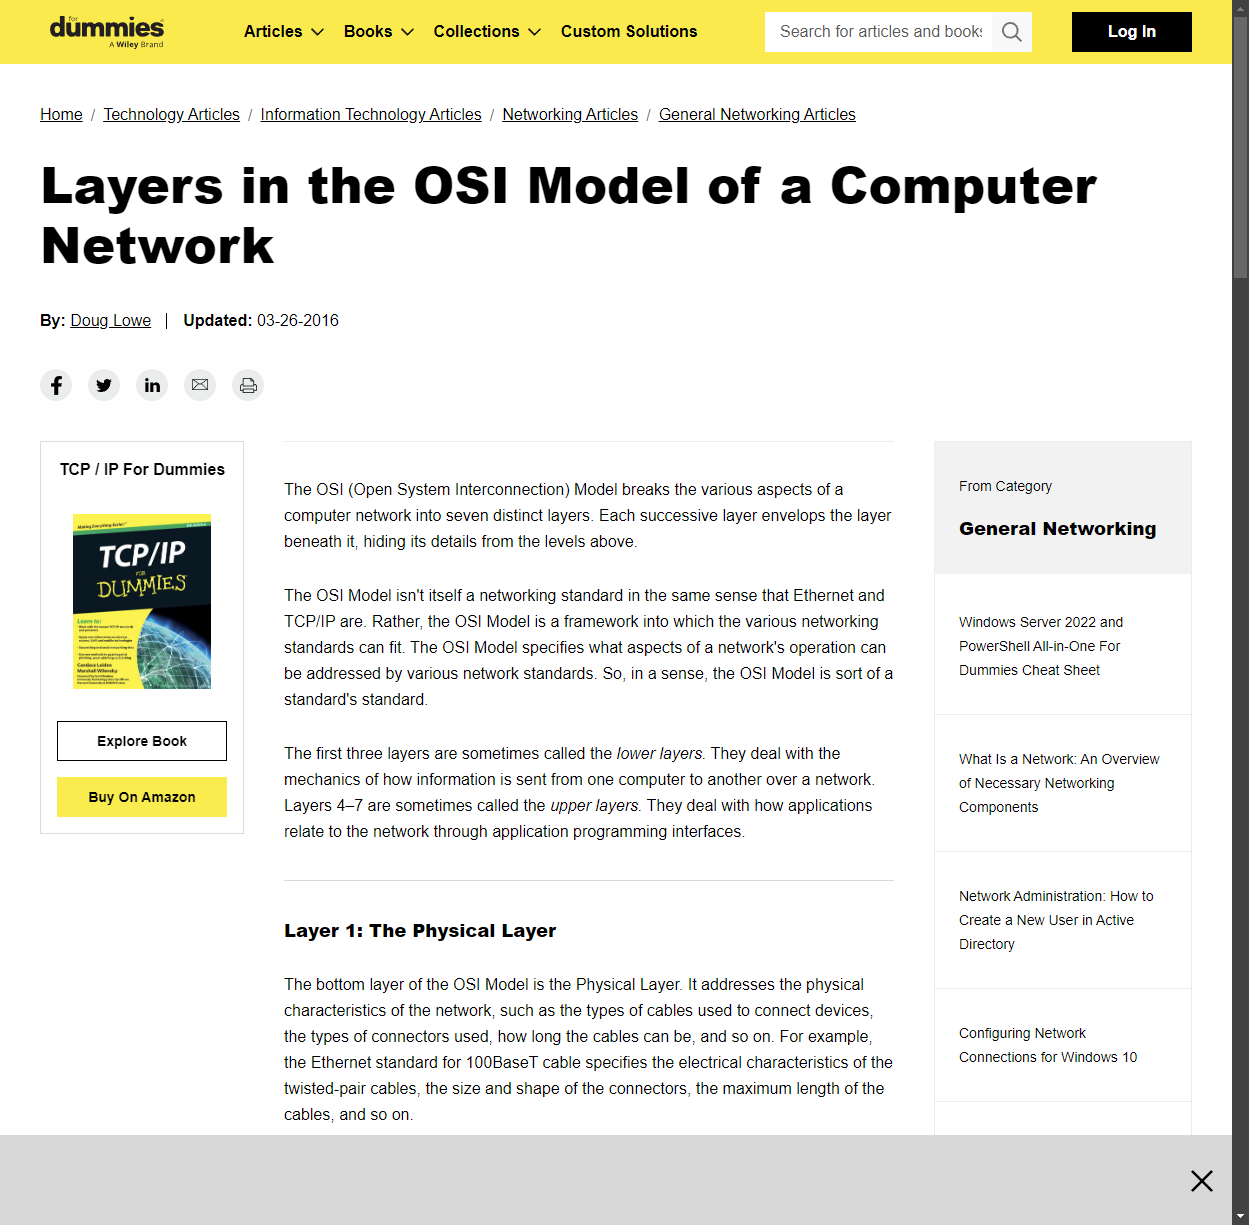 for
dummies
A Wiley Brand
Articles
Books
Collections
Custom Solutions
Search for articles and books
Log In
Home / Technology Articles / Information Technology Articles / Networking Articles / General Networking Articles
Layers in the OSI Model of a Computer
Network
By: Doug Lowe | Updated: 03-26-2016
TCP / IP For Dummies
Making Everything Easier!
TCP/IP
FOR
DUMMIES
Learn to:
Candace Leiden
Marshall Wilensky
Explore Book
Buy On Amazon
The OSI (Open System Interconnection) Model breaks the various aspects of a
computer network into seven distinct layers. Each successive layer envelops the layer
beneath it, hiding its details from the levels above.
The OSI Model isn't itself a networking standard in the same sense that Ethernet and
TCP/IP are. Rather, the OSI Model is a framework into which the various networking
standards can fit. The OSI Model specifies what aspects of a network's operation can
be addressed by various network standards. So, in a sense, the OSI Model is sort of a
standard's standard.
The first three layers are sometimes called the lower layers. They deal with the
mechanics of how information is sent from one computer to another over a network.
Layers 4–7 are sometimes called the upper layers. They deal with how applications
relate to the network through application programming interfaces.
Layer 1: The Physical Layer
The bottom layer of the OSI Model is the Physical Layer. It addresses the physical
characteristics of the network, such as the types of cables used to connect devices,
the types of connectors used, how long the cables can be, and so on. For example,
the Ethernet standard for 100BaseT cable specifies the electrical characteristics of the
twisted-pair cables, the size and shape of the connectors, the maximum length of the
cables, and so on.
From Category
General Networking
Windows Server 2022 and
PowerShell All-in-One For
Dummies Cheat Sheet
What Is a Network: An Overview
of Necessary Networking
Components
Network Administration: How to
Create a New User in Active
Directory
Configuring Network
Connections for Windows 10